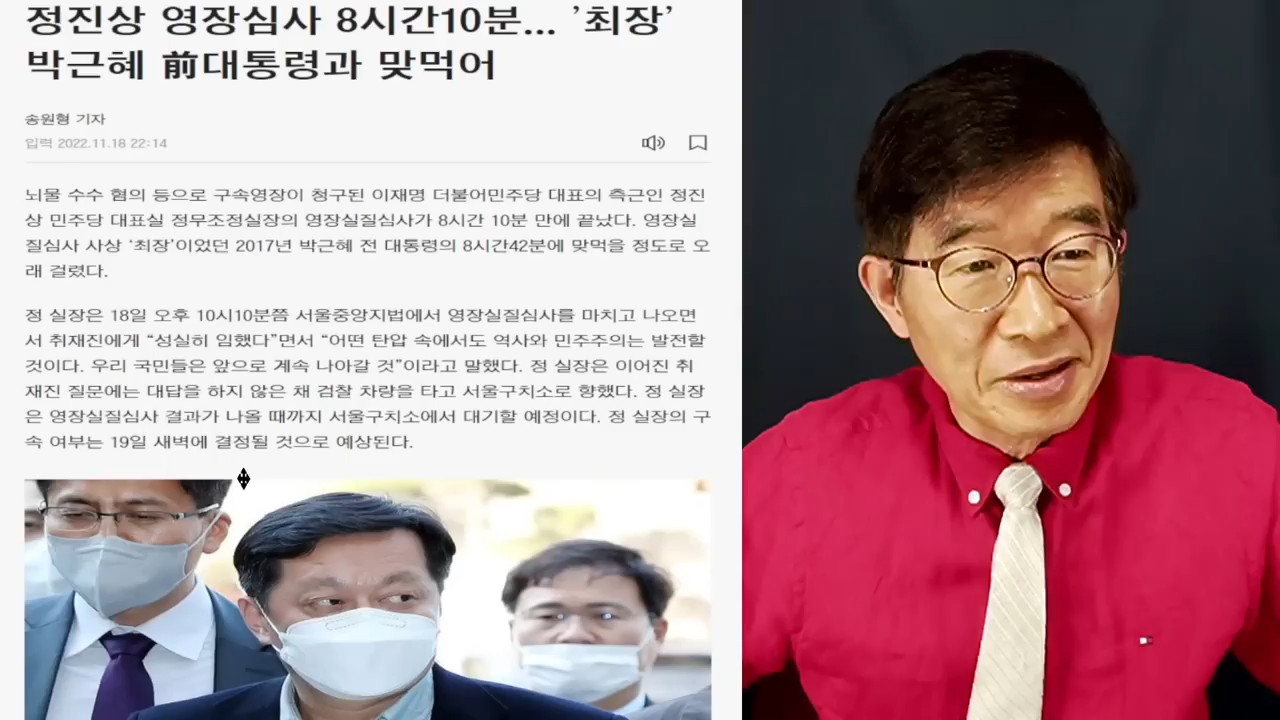 정진상 영장심사 8시간10분... '최장'
박근혜 前대통령과 맞먹어
송원형 기자
입력 2022.11.18 22:14
뇌물 수수 혐의 등으로 구속영장이 청구된 이재명 더불어민주당 대표의 측근인 정진
상 민주당 대표실 정무조정실장의 영장실질심사가 8시간 10분 만에 끝났다. 영장실
질심사 사상 ‘최장’이었던 2017년 박근혜 전 대통령의 8시간42분에 맞먹을 정도로 오
래 걸렸다.
정 실장은 18일 오후 10시10분쯤 서울중앙지법에서 영장실질심사를 마치고 나오면
서 취재진에게 “성실히 임했다”면서 “어떤 탄압 속에서도 역사와 민주주의는 발전할
것이다. 우리 국민들은 앞으로 계속 나아갈 것”이라고 말했다. 정 실장은 이어진 취
재진 질문에는 대답을 하지 않은 채 검찰 차량을 타고 서울구치소로 향했다. 정 실장
은 영장실질심사 결과가 나올 때까지 서울구치소에서 대기할 예정이다. 정 실장의 구
속 여부는 19일 새벽에 결정될 것으로 예상된다.